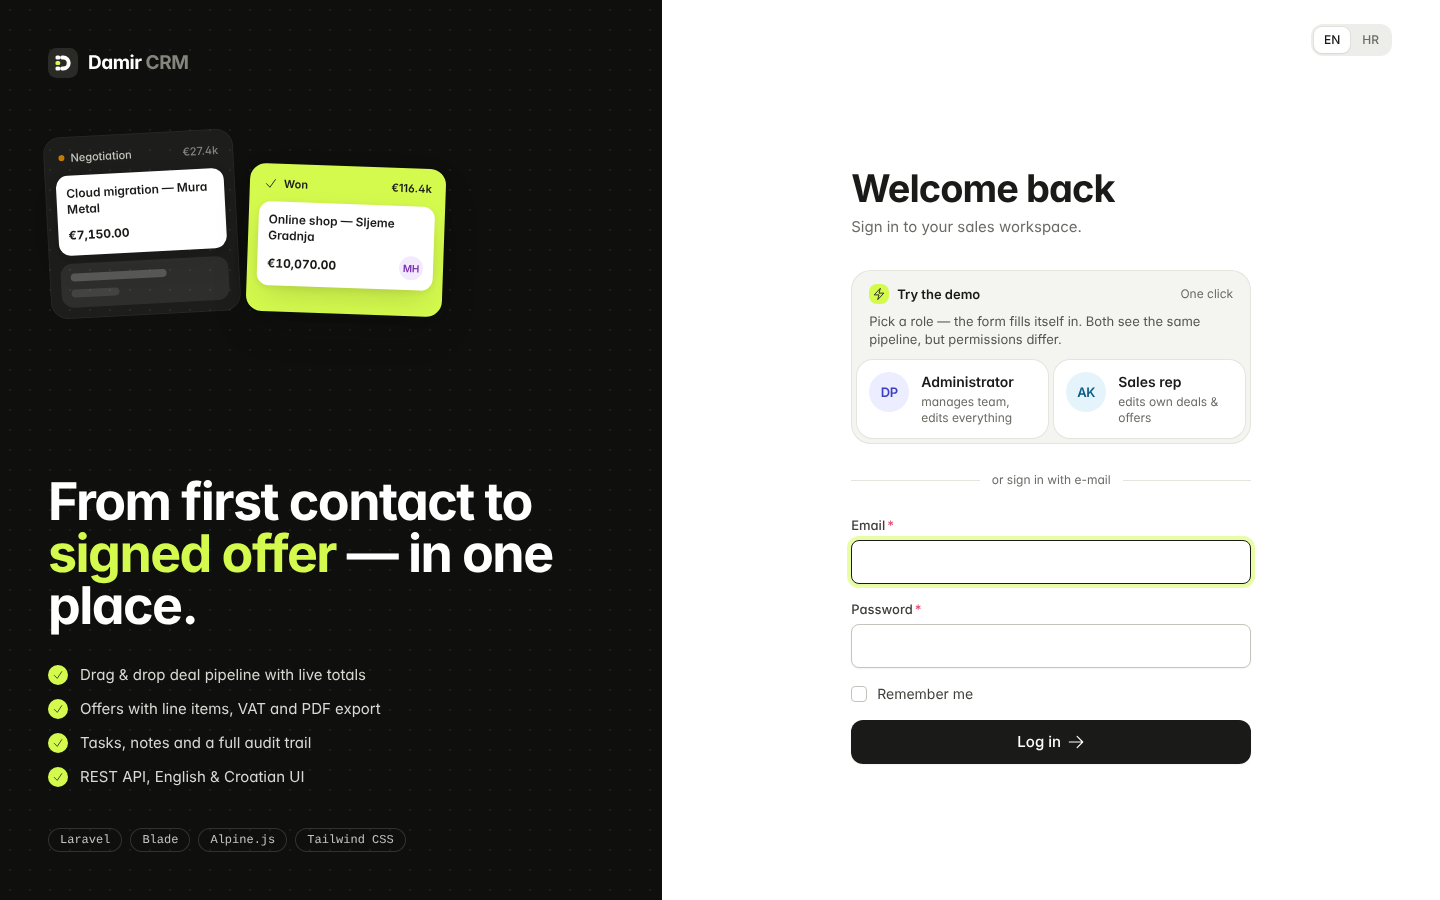 Damir CRM
Negotiation €27.4k
Cloud migration — Mura
Metal
€7,150.00
Won €116.4k
Online shop — Sljeme
Gradnja
€10,070.00 MH
From first contact to
signed offer — in one
place.
Drag & drop deal pipeline with live totals
Offers with line items, VAT and PDF export
Tasks, notes and a full audit trail
REST API, English & Croatian UI
Laravel Blade Alpine.js Tailwind CSS
EN HR
Welcome back
Sign in to your sales workspace.
Try the demo One click
Pick a role — the form fills itself in. Both see the same
pipeline, but permissions differ.
DP Administrator
manages team,
edits everything
AK Sales rep
edits own deals &
offers
or sign in with e-mail
Email *
Password *
Remember me
Log in →